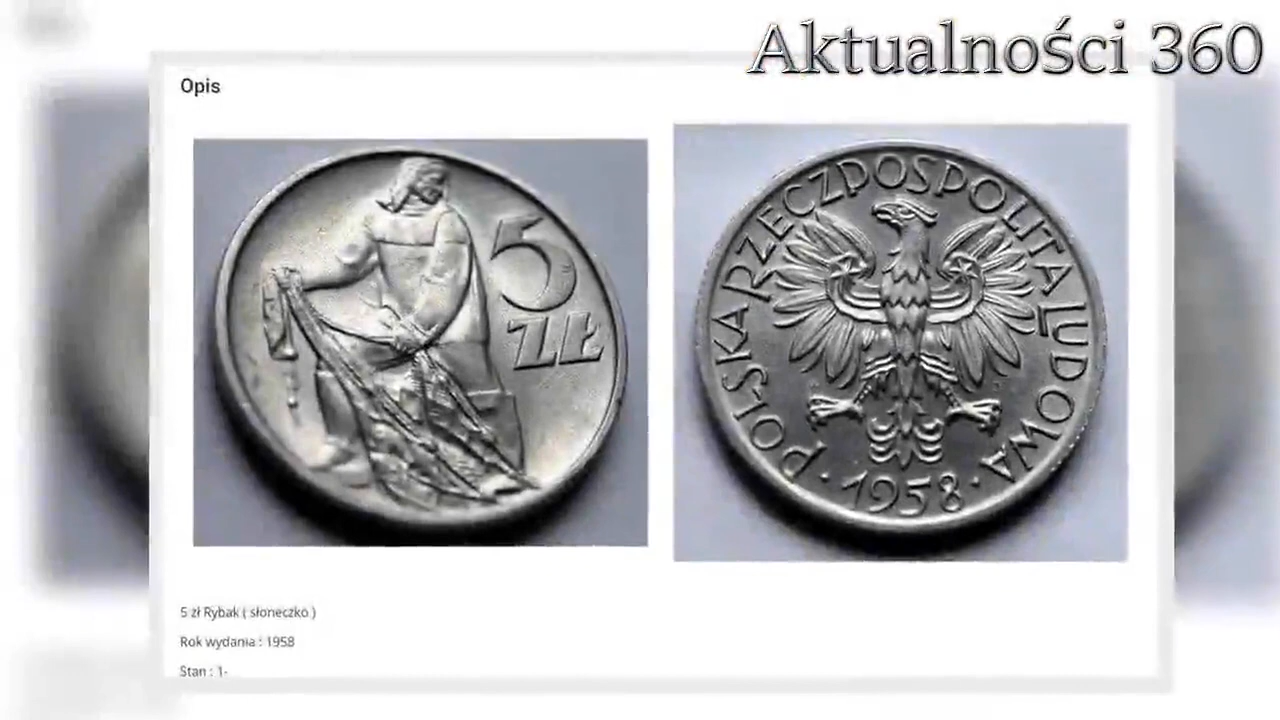 Aktualności 360
Opis
5
ZŁ
POLSKA RZECZPOSPOLITA LUDOWA
· 1958 ·
5 zł Rybak ( słoneczko )
Rok wydania : 1958
Stan : 1-